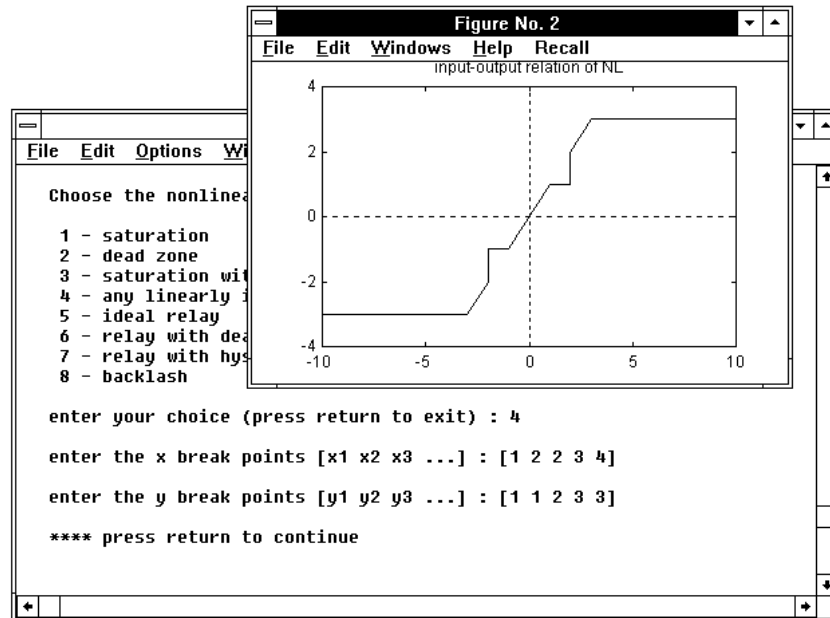 Figure No. 2
File Edit Windows Help Recall
input-output relation of NL
4
2
0
-2
-4
-10 -5 0 5 10
File Edit Options
Choose the
1 - saturation
2 - dead zone
3 - saturation
4 - any linearly
5 - ideal relay
6 - relay with
7 - relay with
8 - backlash
enter your choice (press return to exit) : 4
enter the x break points [x1 x2 x3 ...] : [1 2 2 3 4]
enter the y break points [y1 y2 y3 ...] : [1 1 2 3 3]
**** press return to continue